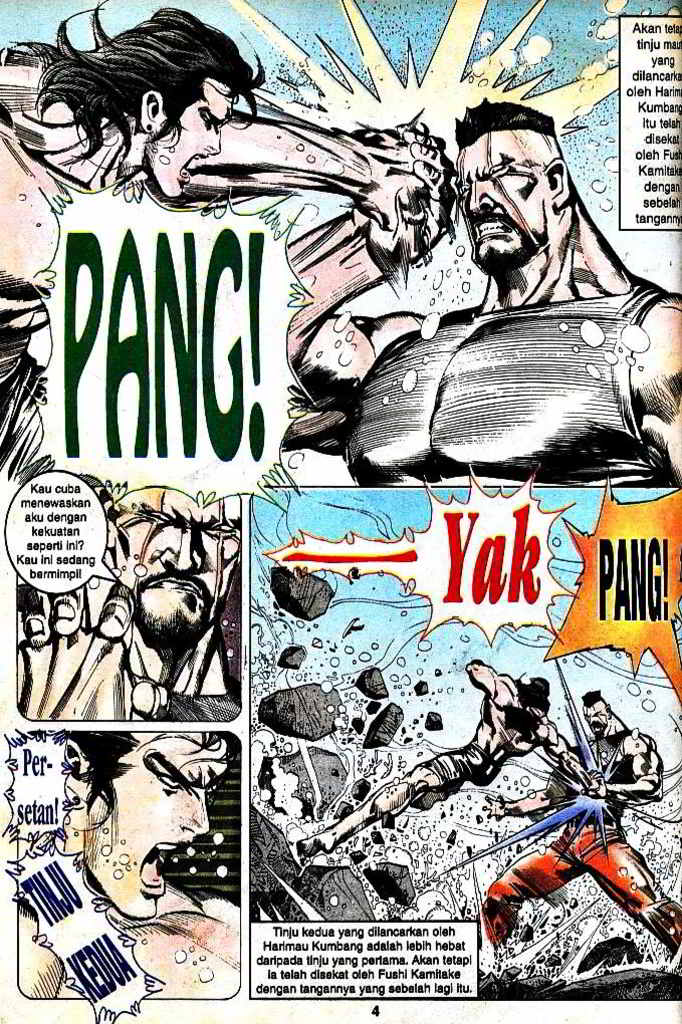 Akan tetapi
tinju maut
yang
dilancarkan
oleh Harimau
Kumbang
itu telah
disekat
oleh Fushi
Kamitake
dengan
sebelah
tangannya
PANG!
Kau cuba
menewaskan
aku dengan
kekuatan
seperti ini?
Kau ini sedang
bermimpi!
Yak
PANG!
Per-
setan!
TINJU
KEDUA
Tinju kedua yang dilancarkan oleh
Harimau Kumbang adalah lebih hebat
daripada tinju yang pertama. Akan tetapi
ia telah disekat oleh Fushi Kamitake
dengan tangannya yang sebelah lagi itu.
4